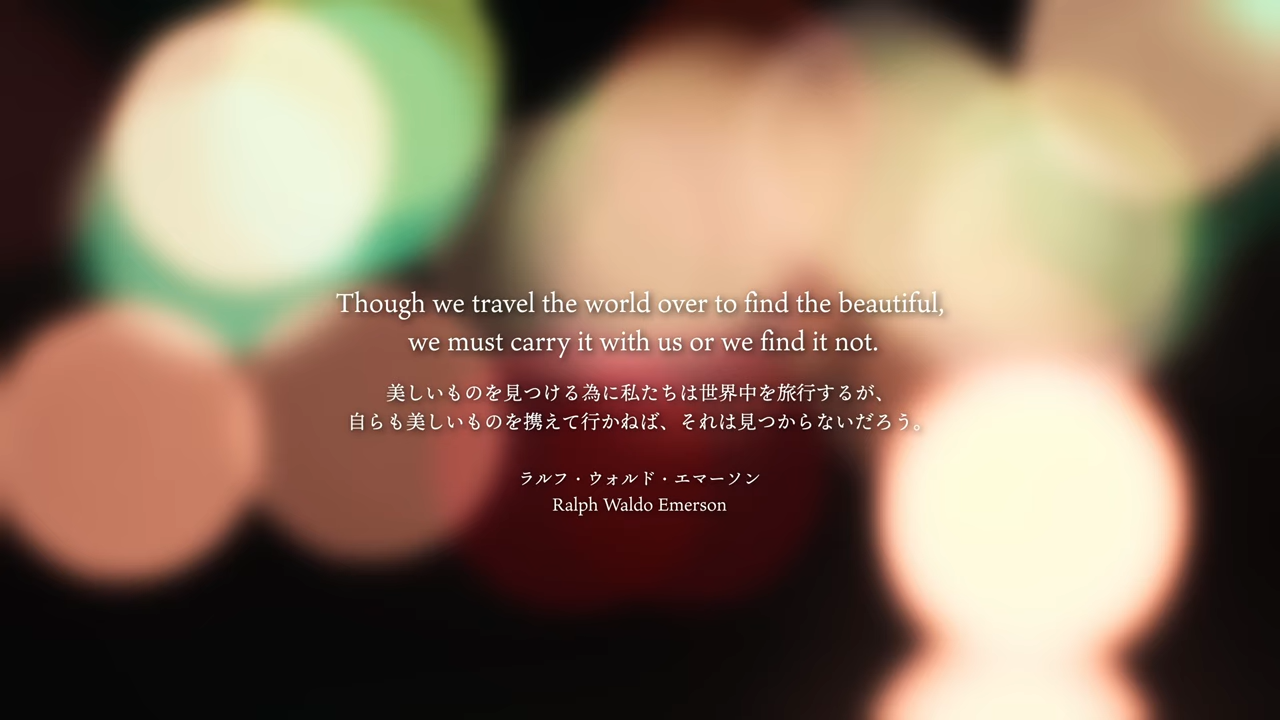 Though we travel the world over to find the beautiful,
we must carry it with us or we find it not.
美しいものを見つける為に私たちは世界中を旅行するが、
自らも美しいものを携えて行かねば、それは見つからないだろう。
ラルフ・ウォルド・エマーソン
Ralph Waldo Emerson